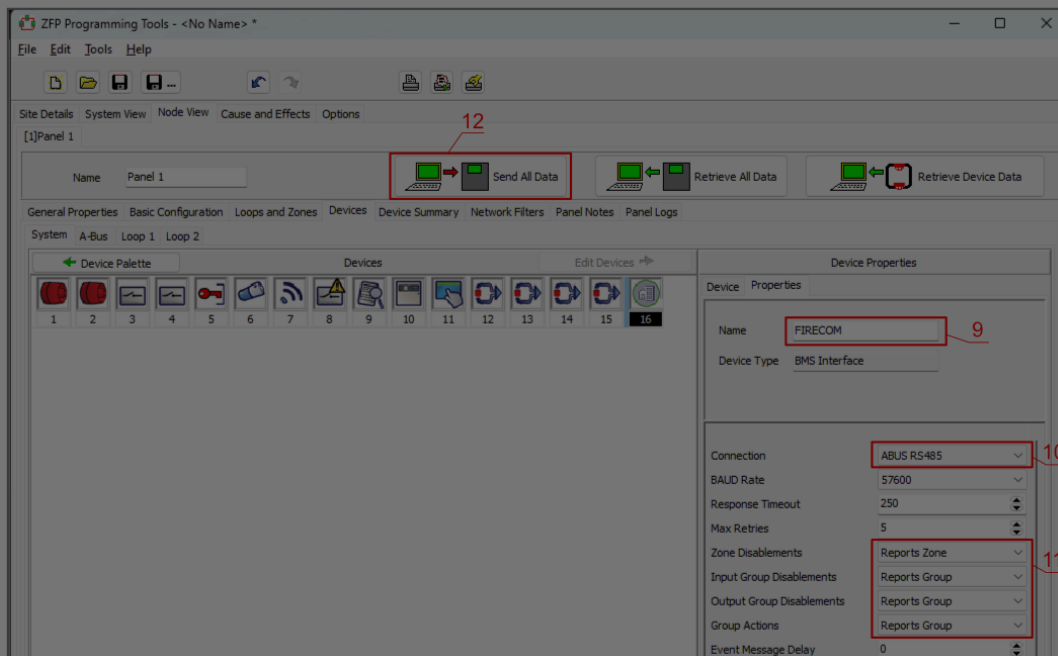 ZFP Programming Tools - <No Name> *
File Edit Tools Help
Site Details System View Node View Cause and Effects Options
12
[1]Panel 1
Name Panel 1 Send All Data Retrieve All Data Retrieve Device Data
General Properties Basic Configuration Loops and Zones Devices Device Summary Network Filters Panel Notes Panel Logs
System A-Bus Loop 1 Loop 2
Device Palette Devices Edit Devices Device Properties
Device Properties
1 2 3 4 5 6 7 8 9 10 11 12 13 14 15 16
Name FIRECOM 9
Device Type BMS Interface
Connection ABUS RS485 10
BAUD Rate 57600
Response Timeout 250
Max Retries 5
Zone Disablements Reports Zone 11
Input Group Disablements Reports Group
Output Group Disablements Reports Group
Group Actions Reports Group
Event Message Delay 0